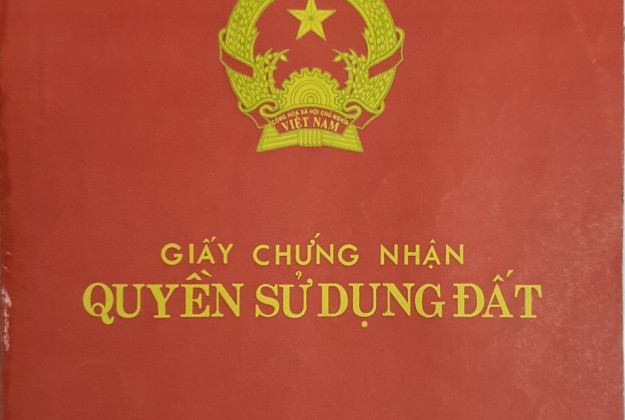 CỘNG HÒA XÃ HỘI CHỦ NGHĨA
VIỆT NAM
GIẤY CHỨNG NHẬN
QUYỀN SỬ DỤNG ĐẤT